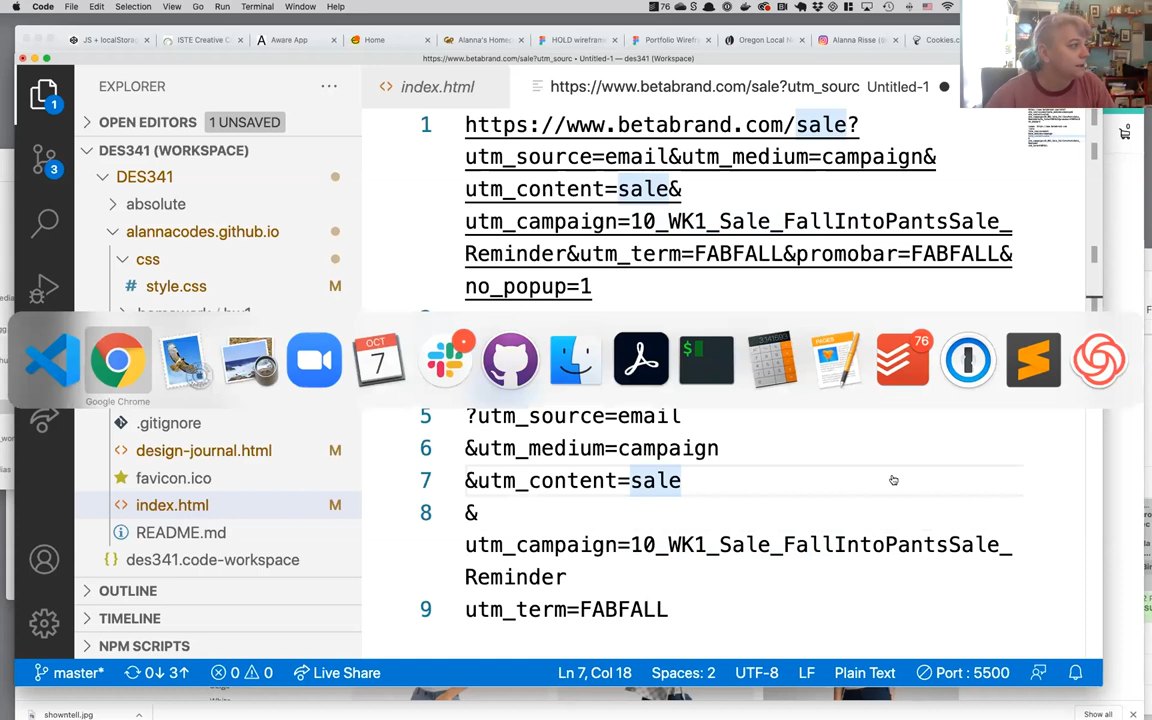 Code File Edit Selection View Go Run Terminal Window Help
76
JS + localStora
ISTE Creative C
Aware App
Home
Alanna's Home
HOLD wirefram
Portfolio Wirefr
Oregon Local N
Alanna Risse (
Cookies.c
https://www.betabrand.com/sale?utm_sourc • Untitled-1 — des341 (Workspace)
EXPLORER
index.html
https://www.betabrand.com/sale?utm_sourc Untitled-1
OPEN EDITORS 1 UNSAVED
DES341 (WORKSPACE)
DES341
absolute
alannacodes.github.io
css
style.css M
.gitignore
design-journal.html M
favicon.ico
index.html M
README.md
des341.code-workspace
OUTLINE
TIMELINE
NPM SCRIPTS
1
3
1 https://www.betabrand.com/sale?
utm_source=email&utm_medium=campaign&
utm_content=sale&
utm_campaign=10_WK1_Sale_FallIntoPantsSale_
Reminder&utm_term=FABFALL&promobar=FABFALL&
no_popup=1
OCT
7
76
Google Chrome
5 ?utm_source=email
6 &utm_medium=campaign
7 &utm_content=sale
8 &
utm_campaign=10_WK1_Sale_FallIntoPantsSale_
Reminder
9 utm_term=FABFALL
master* 0↓ 3↑ 0 0 Live Share Ln 7, Col 18 Spaces: 2 UTF-8 LF Plain Text Port : 5500
showntell.jpg
Show all